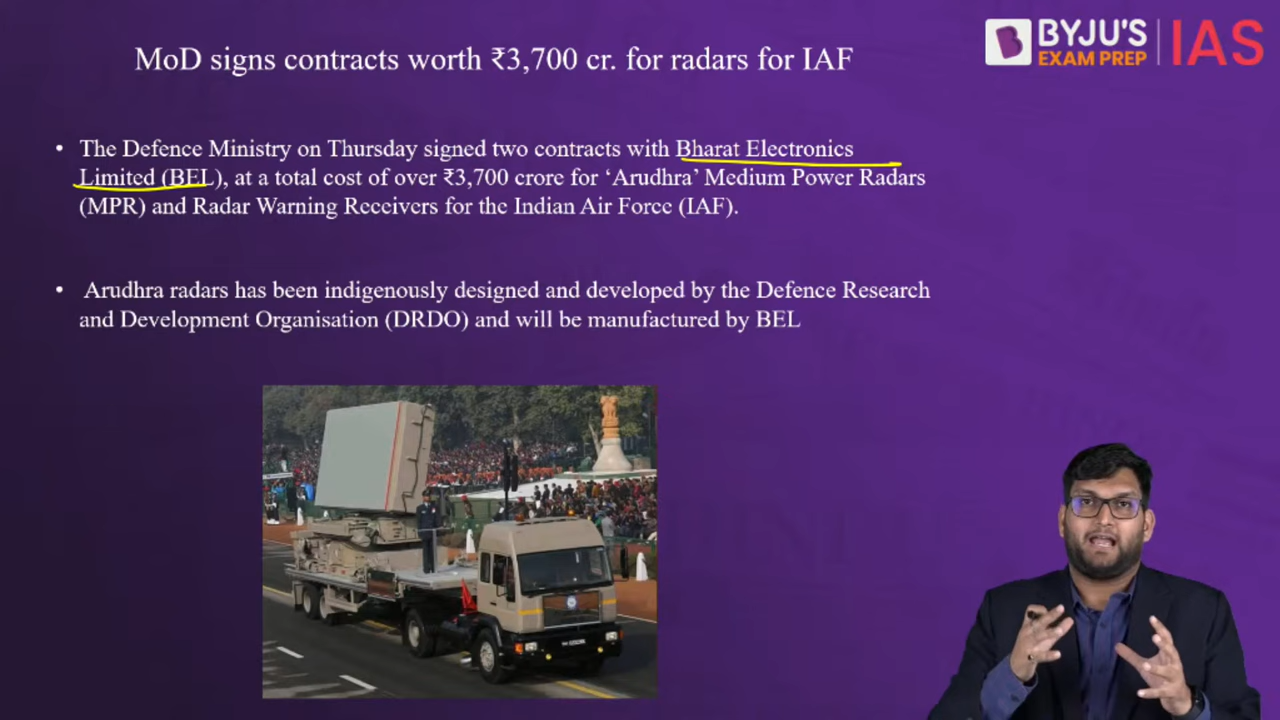 MoD signs contracts worth ₹3,700 cr. for radars for IAF
BYJU'S
EXAM PREP
IAS
• The Defence Ministry on Thursday signed two contracts with Bharat Electronics
Limited (BEL), at a total cost of over ₹3,700 crore for ‘Arudhra’ Medium Power Radars
(MPR) and Radar Warning Receivers for the Indian Air Force (IAF).
• Arudhra radars has been indigenously designed and developed by the Defence Research
and Development Organisation (DRDO) and will be manufactured by BEL